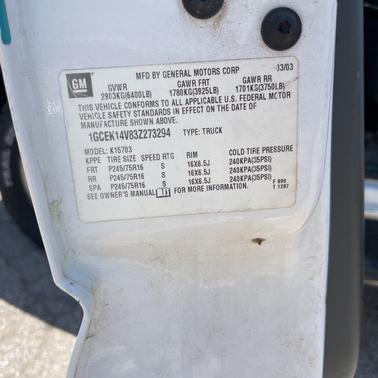 MFD BY GENERAL MOTORS CORP 03/03
GM
GVWR GAWR FRT GAWR RR
2903KG(6400LB) 1780KG(3925LB) 1701KG(3750LB)
THIS VEHICLE CONFORMS TO ALL APPLICABLE U.S. FEDERAL MOTOR
VEHICLE SAFETY STANDARDS IN EFFECT ON THE DATE OF
MANUFACTURE SHOWN ABOVE.
1GCEK14V83Z273294 TYPE: TRUCK
MODEL: K15703
KPPE TIRE SIZE SPEED RTG RIM COLD TIRE PRESSURE
FRT P245/75R16 S 16X6.5J 240KPA(35PSI)
RR P245/75R16 S 16X6.5J 240KPA(35PSI)
SPA P245/75R16 S 16X6.5J 240KPA(35PSI)
SEE OWNER'S MANUAL FOR MORE INFORMATION.
F 899
T 1287